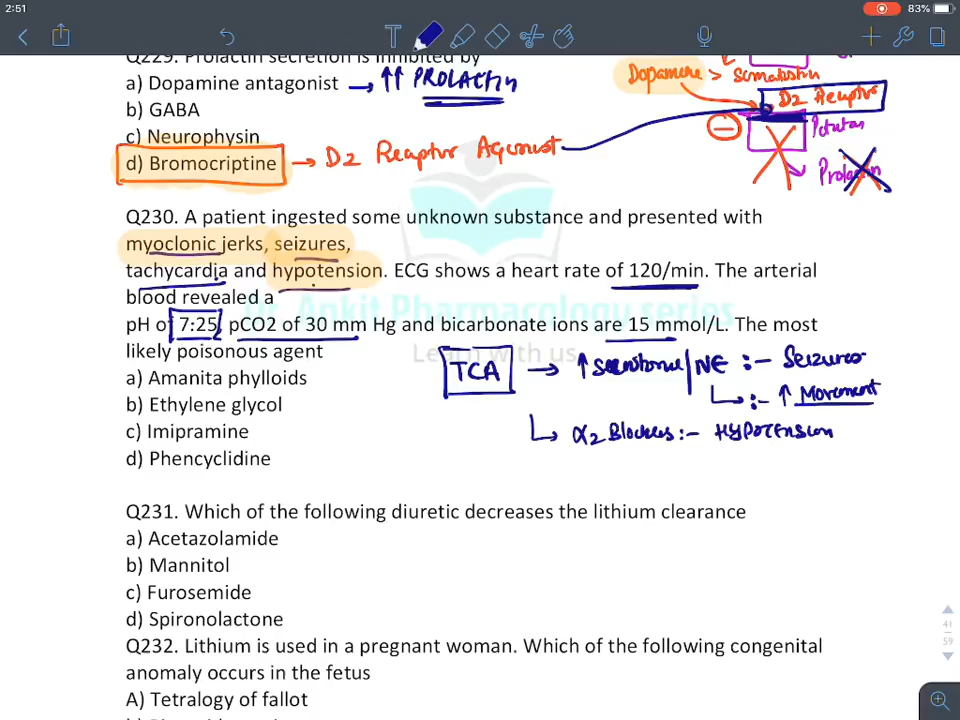 2:51
83%
T
Q229. Prolactin secretion is inhibited by
a) Dopamine antagonist → ↑↑ PROLACTIN
b) GABA
c) Neurophysin
d) Bromocriptine → D2 Receptor Agonist
Dopamine > Somatostatin
D2 Receptor
Prolactin
Q230. A patient ingested some unknown substance and presented with
myoclonic jerks, seizures,
tachycardia and hypotension. ECG shows a heart rate of 120/min. The arterial
blood revealed a
pH of 7:25, pCO2 of 30 mm Hg and bicarbonate ions are 15 mmol/L. The most
likely poisonous agent
TCA → ↑ /NE :- Seizures
:- ↑ Movement
α2 Blockers :- HYPOTENSION
a) Amanita phylloids
b) Ethylene glycol
c) Imipramine
d) Phencyclidine
Dr. Ankit Pharmacology series
Learn with us
Q231. Which of the following diuretic decreases the lithium clearance
a) Acetazolamide
b) Mannitol
c) Furosemide
d) Spironolactone
Q232. Lithium is used in a pregnant woman. Which of the following congenital
anomaly occurs in the fetus
A) Tetralogy of fallot
41
59